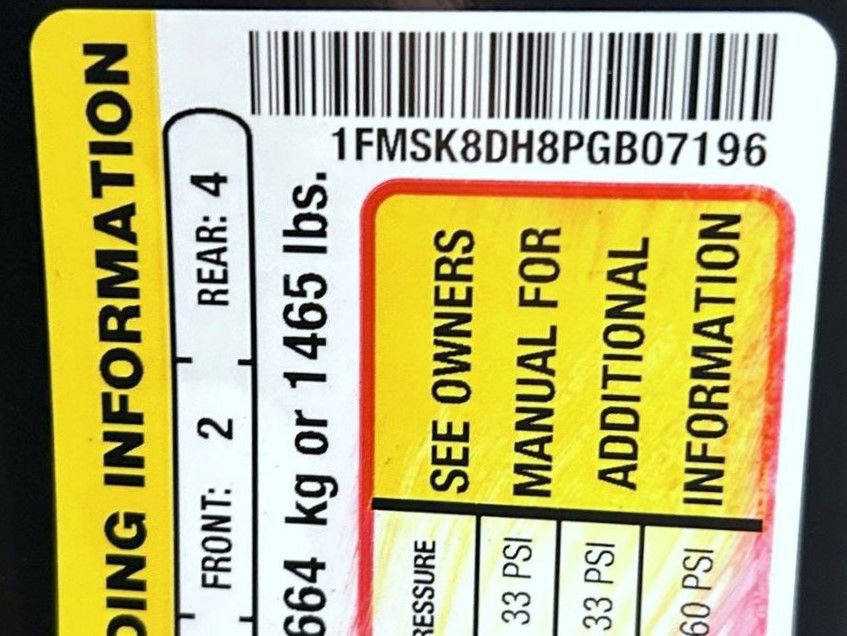 DING INFORMATION
FRONT: 2 REAR: 4
664 kg or 1465 lbs.
1FMSK8DH8PGB07196
SEE OWNERS
MANUAL FOR
ADDITIONAL
INFORMATION
RESSURE
33 PSI
33 PSI
60 PSI